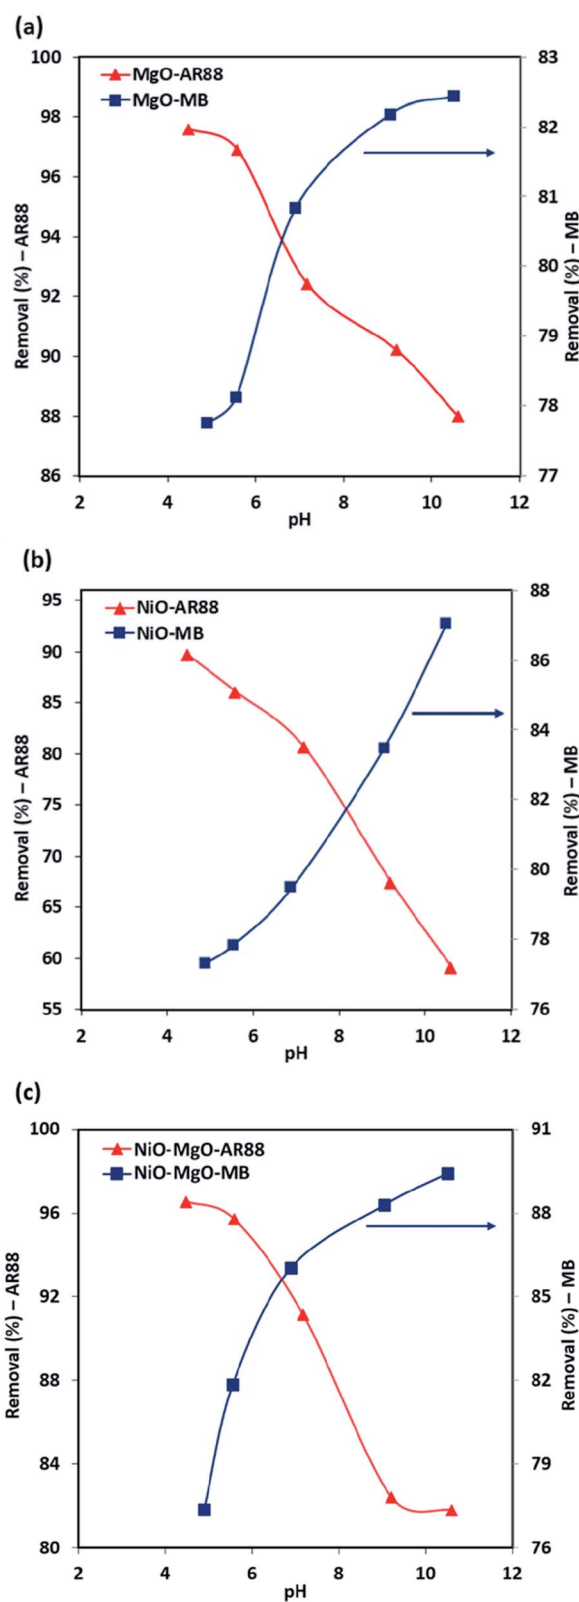 (a)
MgO-AR88
MgO-MB
100
98
96
94
92
90
88
86
Removal (%) – AR88
83
82
81
80
79
78
77
Removal (%) – MB
2 4 6 8 10 12
pH
(b)
NiO-AR88
NiO-MB
95
90
85
80
75
70
65
60
55
Removal (%) – AR88
88
86
84
82
80
78
76
Removal (%) – MB
2 4 6 8 10 12
pH
(c)
NiO-MgO-AR88
NiO-MgO-MB
100
96
92
88
84
80
Removal (%) – AR88
91
88
85
82
79
76
Removal (%) – MB
2 4 6 8 10 12
pH